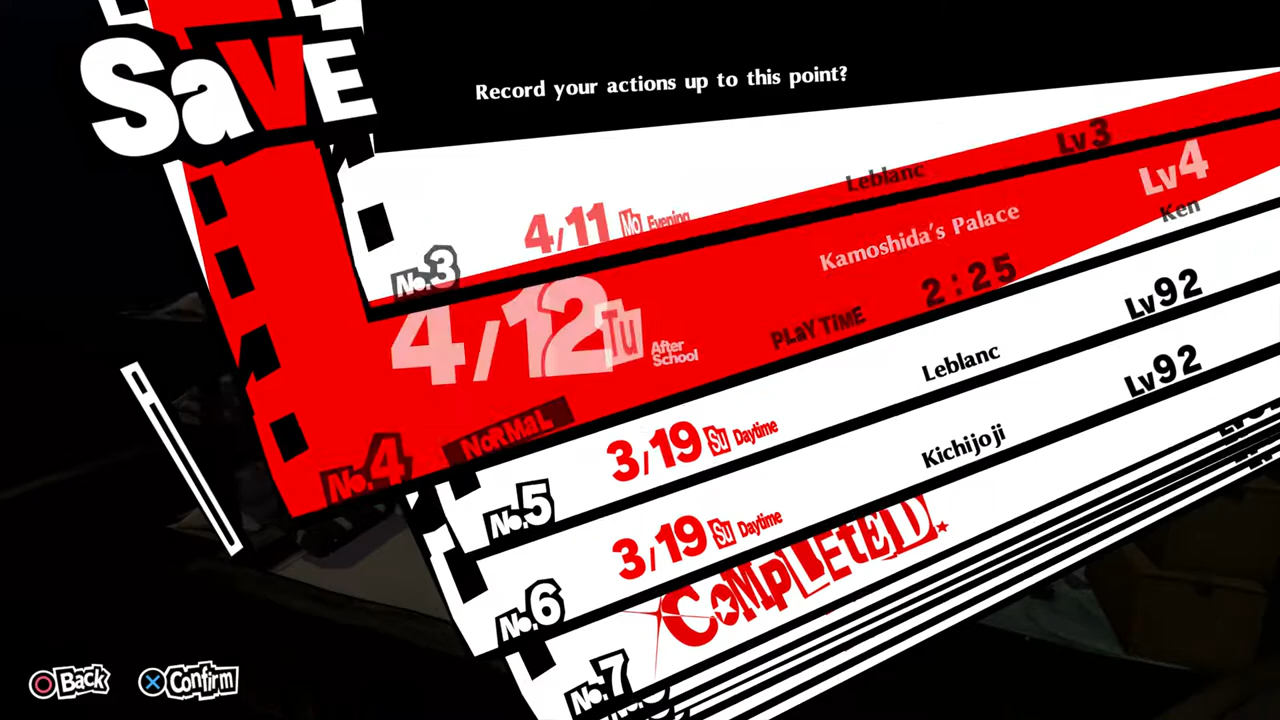 SavE
Record your actions up to this point?
No.3
4/11 Mo Evening
Leblanc
Lv3
No.4
4/12 Tu After School
NoRMaL
Kamoshida's Palace
Lv4
Ken
PLaY TiME 2:25
No.5
3/19 Su Daytime
Leblanc
Lv92
No.6
3/19 Su Daytime
Kichijoji
Lv92
No.7
CoMpLEtED
Back
Confirm